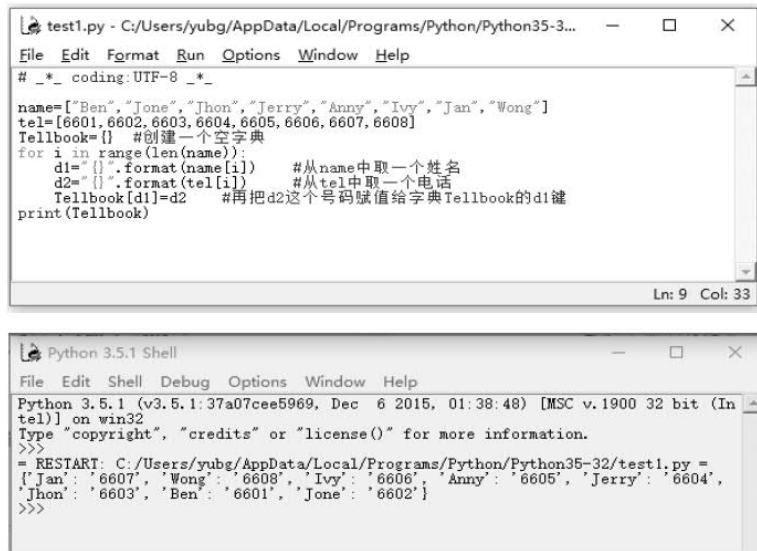 test1.py - C:/Users/yubg/AppData/Local/Programs/Python/Python35-3...
File Edit Format Run Options Window Help
# _*_ coding:UTF-8 _*_
name=["Ben","Jone","Jhon","Jerry","Anny","Ivy","Jan","Wong"]
tel=[6601,6602,6603,6604,6605,6606,6607,6608]
Tellbook={} #创建一个空字典
for i in range(len(name)):
    d1="{}".format(name[i]) #从name中取一个姓名
    d2="{}".format(tel[i]) #从tel中取一个电话
    Tellbook[d1]=d2 #再把d2这个号码赋值给字典Tellbook的d1键
print(Tellbook)
Ln: 9 Col: 33
Python 3.5.1 Shell
File Edit Shell Debug Options Window Help
Python 3.5.1 (v3.5.1:37a07cee5969, Dec 6 2015, 01:38:48) [MSC v.1900 32 bit (In
tel)] on win32
Type "copyright", "credits" or "license()" for more information.
>>>
= RESTART: C:/Users/yubg/AppData/Local/Programs/Python/Python35-32/test1.py =
{'Jan': '6607', 'Wong': '6608', 'Ivy': '6606', 'Anny': '6605', 'Jerry': '6604',
'Jhon': '6603', 'Ben': '6601', 'Jone': '6602'}
>>>